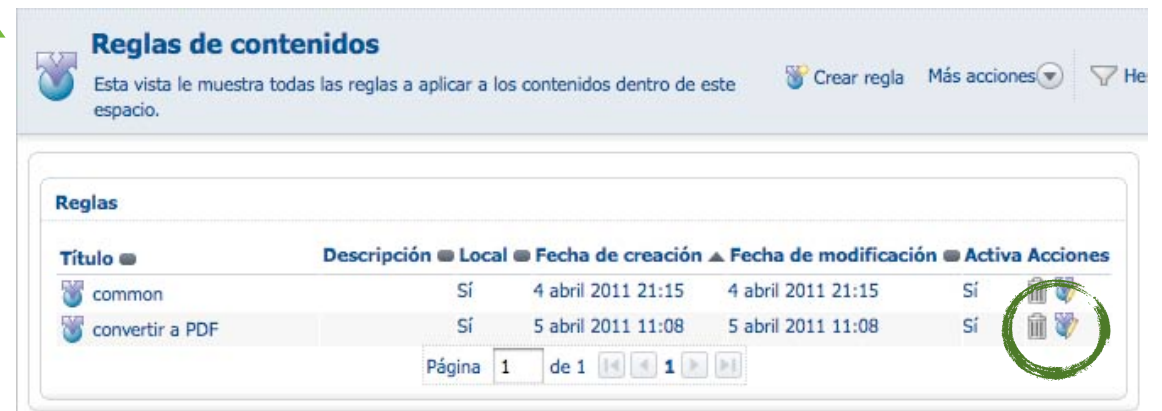 Reglas de contenidos
Esta vista le muestra todas las reglas a aplicar a los contenidos dentro de este
espacio.
Crear regla Más acciones
Reglas
Título Descripción Local Fecha de creación Fecha de modificación Activa Acciones
common Sí 4 abril 2011 21:15 4 abril 2011 21:15 Sí
convertir a PDF Sí 5 abril 2011 11:08 5 abril 2011 11:08 Sí
Página 1 de 1 1